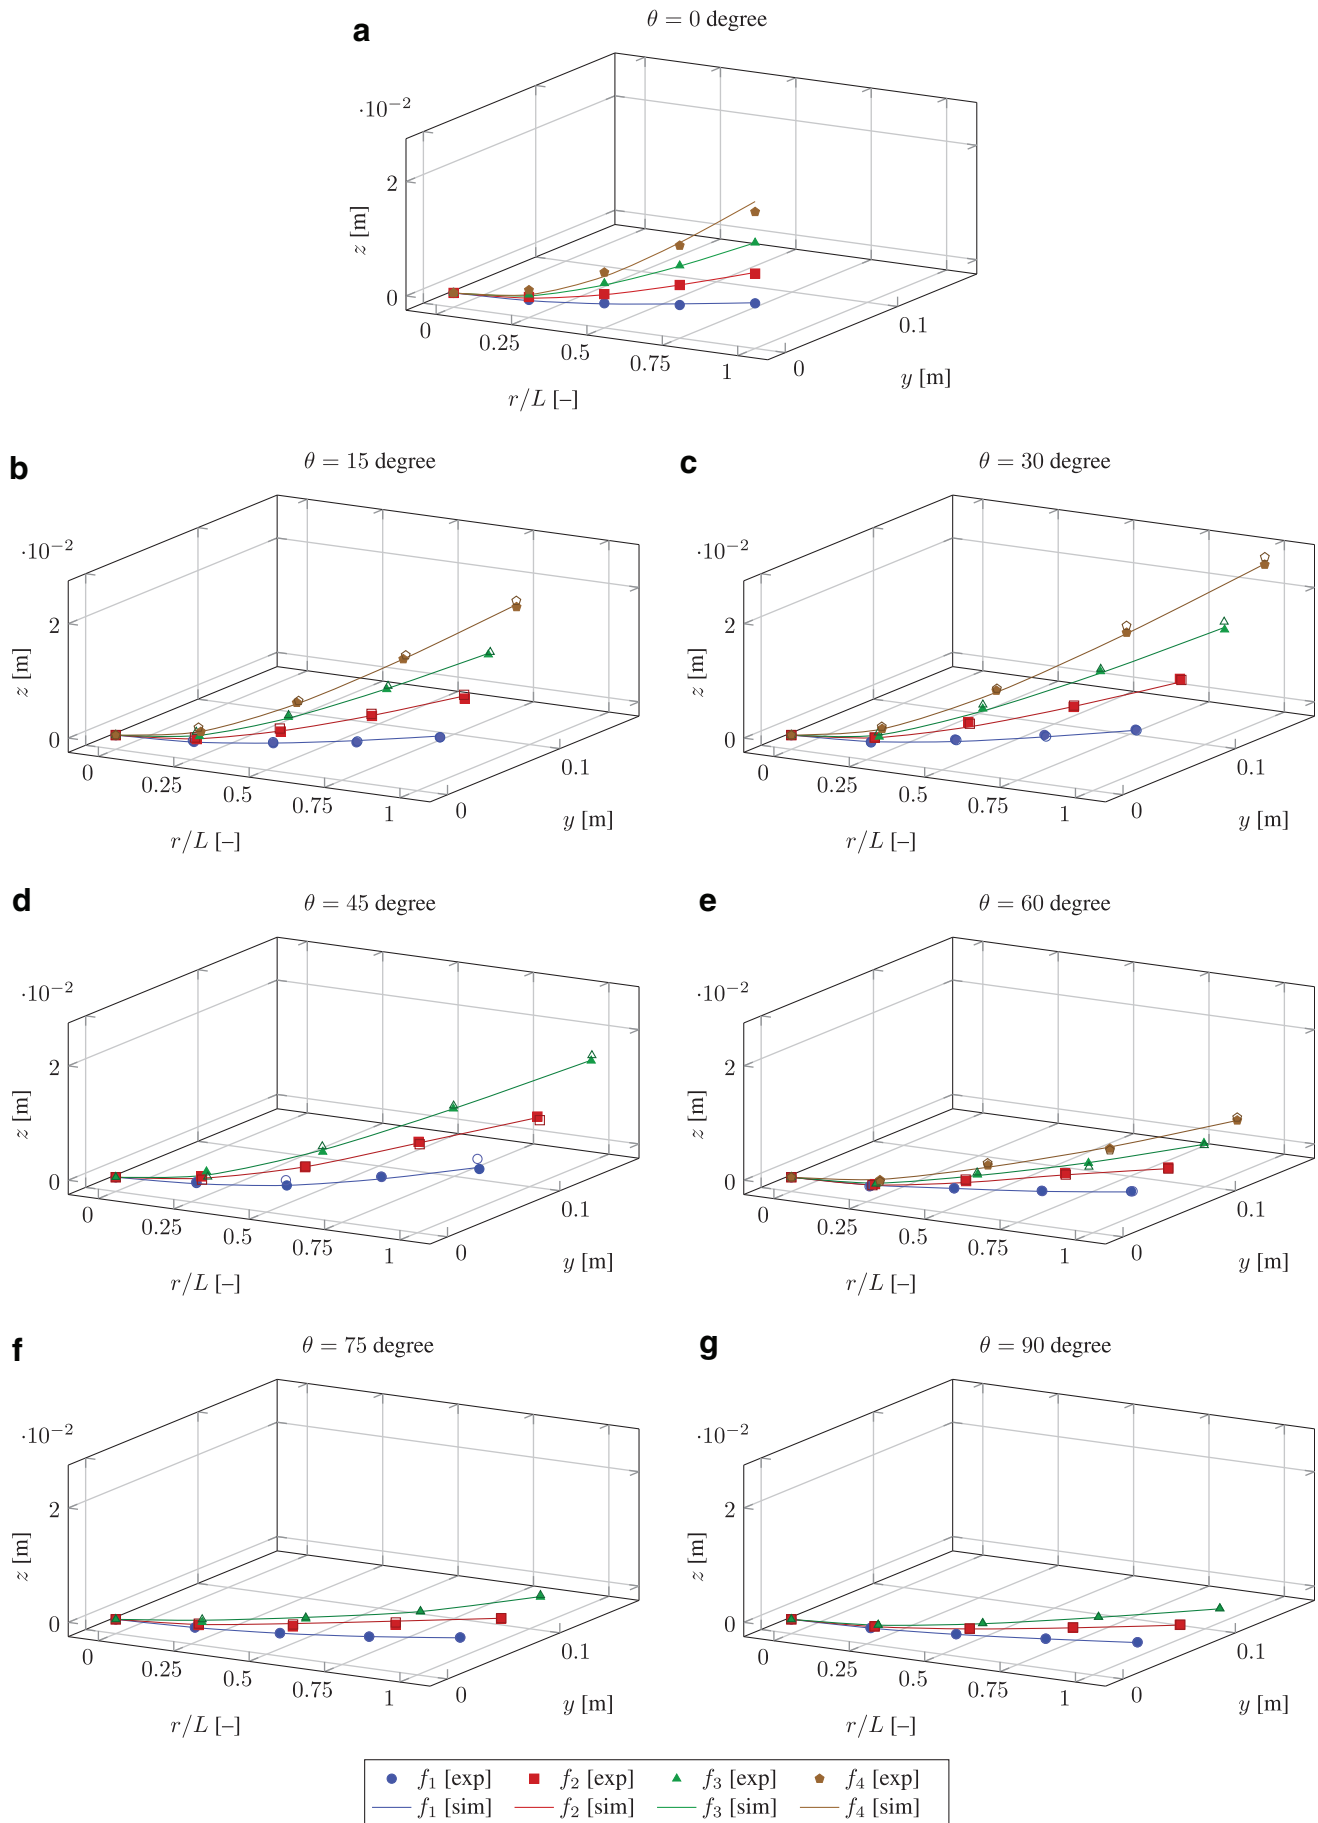 a
θ = 0 degree
·10⁻²
2
0
z [m]
0
0.25
0.5
0.75
1
r/L [–]
0
0.1
y [m]
b
θ = 15 degree
·10⁻²
2
0
z [m]
0
0.25
0.5
0.75
1
r/L [–]
0
0.1
y [m]
c
θ = 30 degree
·10⁻²
2
0
z [m]
0
0.25
0.5
0.75
1
r/L [–]
0
0.1
y [m]
d
θ = 45 degree
·10⁻²
2
0
z [m]
0
0.25
0.5
0.75
1
r/L [–]
0
0.1
y [m]
e
θ = 60 degree
·10⁻²
2
0
z [m]
0
0.25
0.5
0.75
1
r/L [–]
0
0.1
y [m]
f
θ = 75 degree
·10⁻²
2
0
z [m]
0
0.25
0.5
0.75
1
r/L [–]
0
0.1
y [m]
g
θ = 90 degree
·10⁻²
2
0
z [m]
0
0.25
0.5
0.75
1
r/L [–]
0
0.1
y [m]
f₁ [exp] f₂ [exp] f₃ [exp] f₄ [exp]
f₁ [sim] f₂ [sim] f₃ [sim] f₄ [sim]